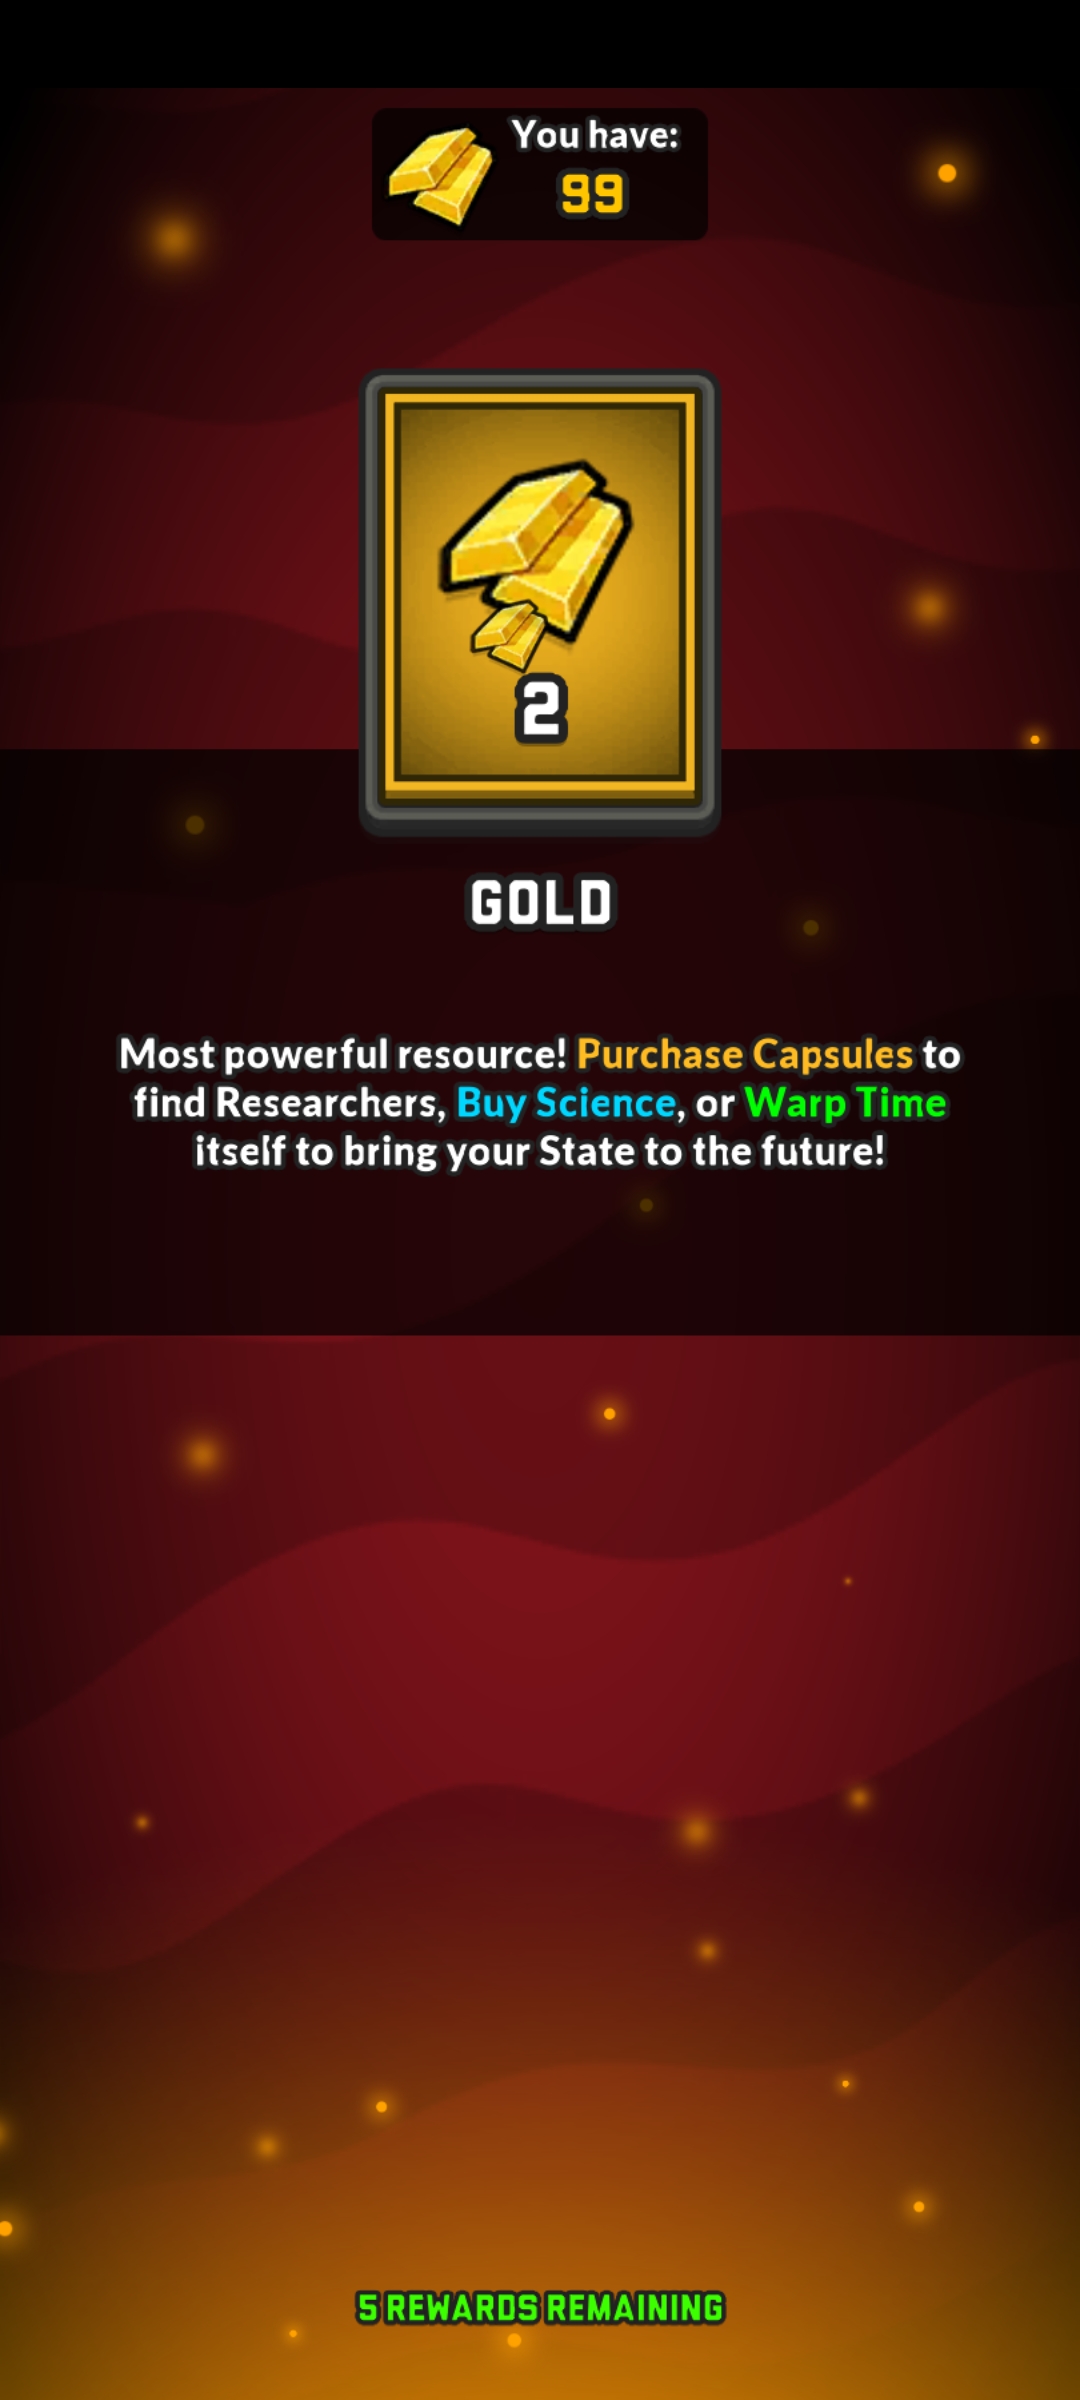 You have:
99
2
GOLD
Most powerful resource! Purchase Capsules to
find Researchers, Buy Science, or Warp Time
itself to bring your State to the future!
5 REWARDS REMAINING